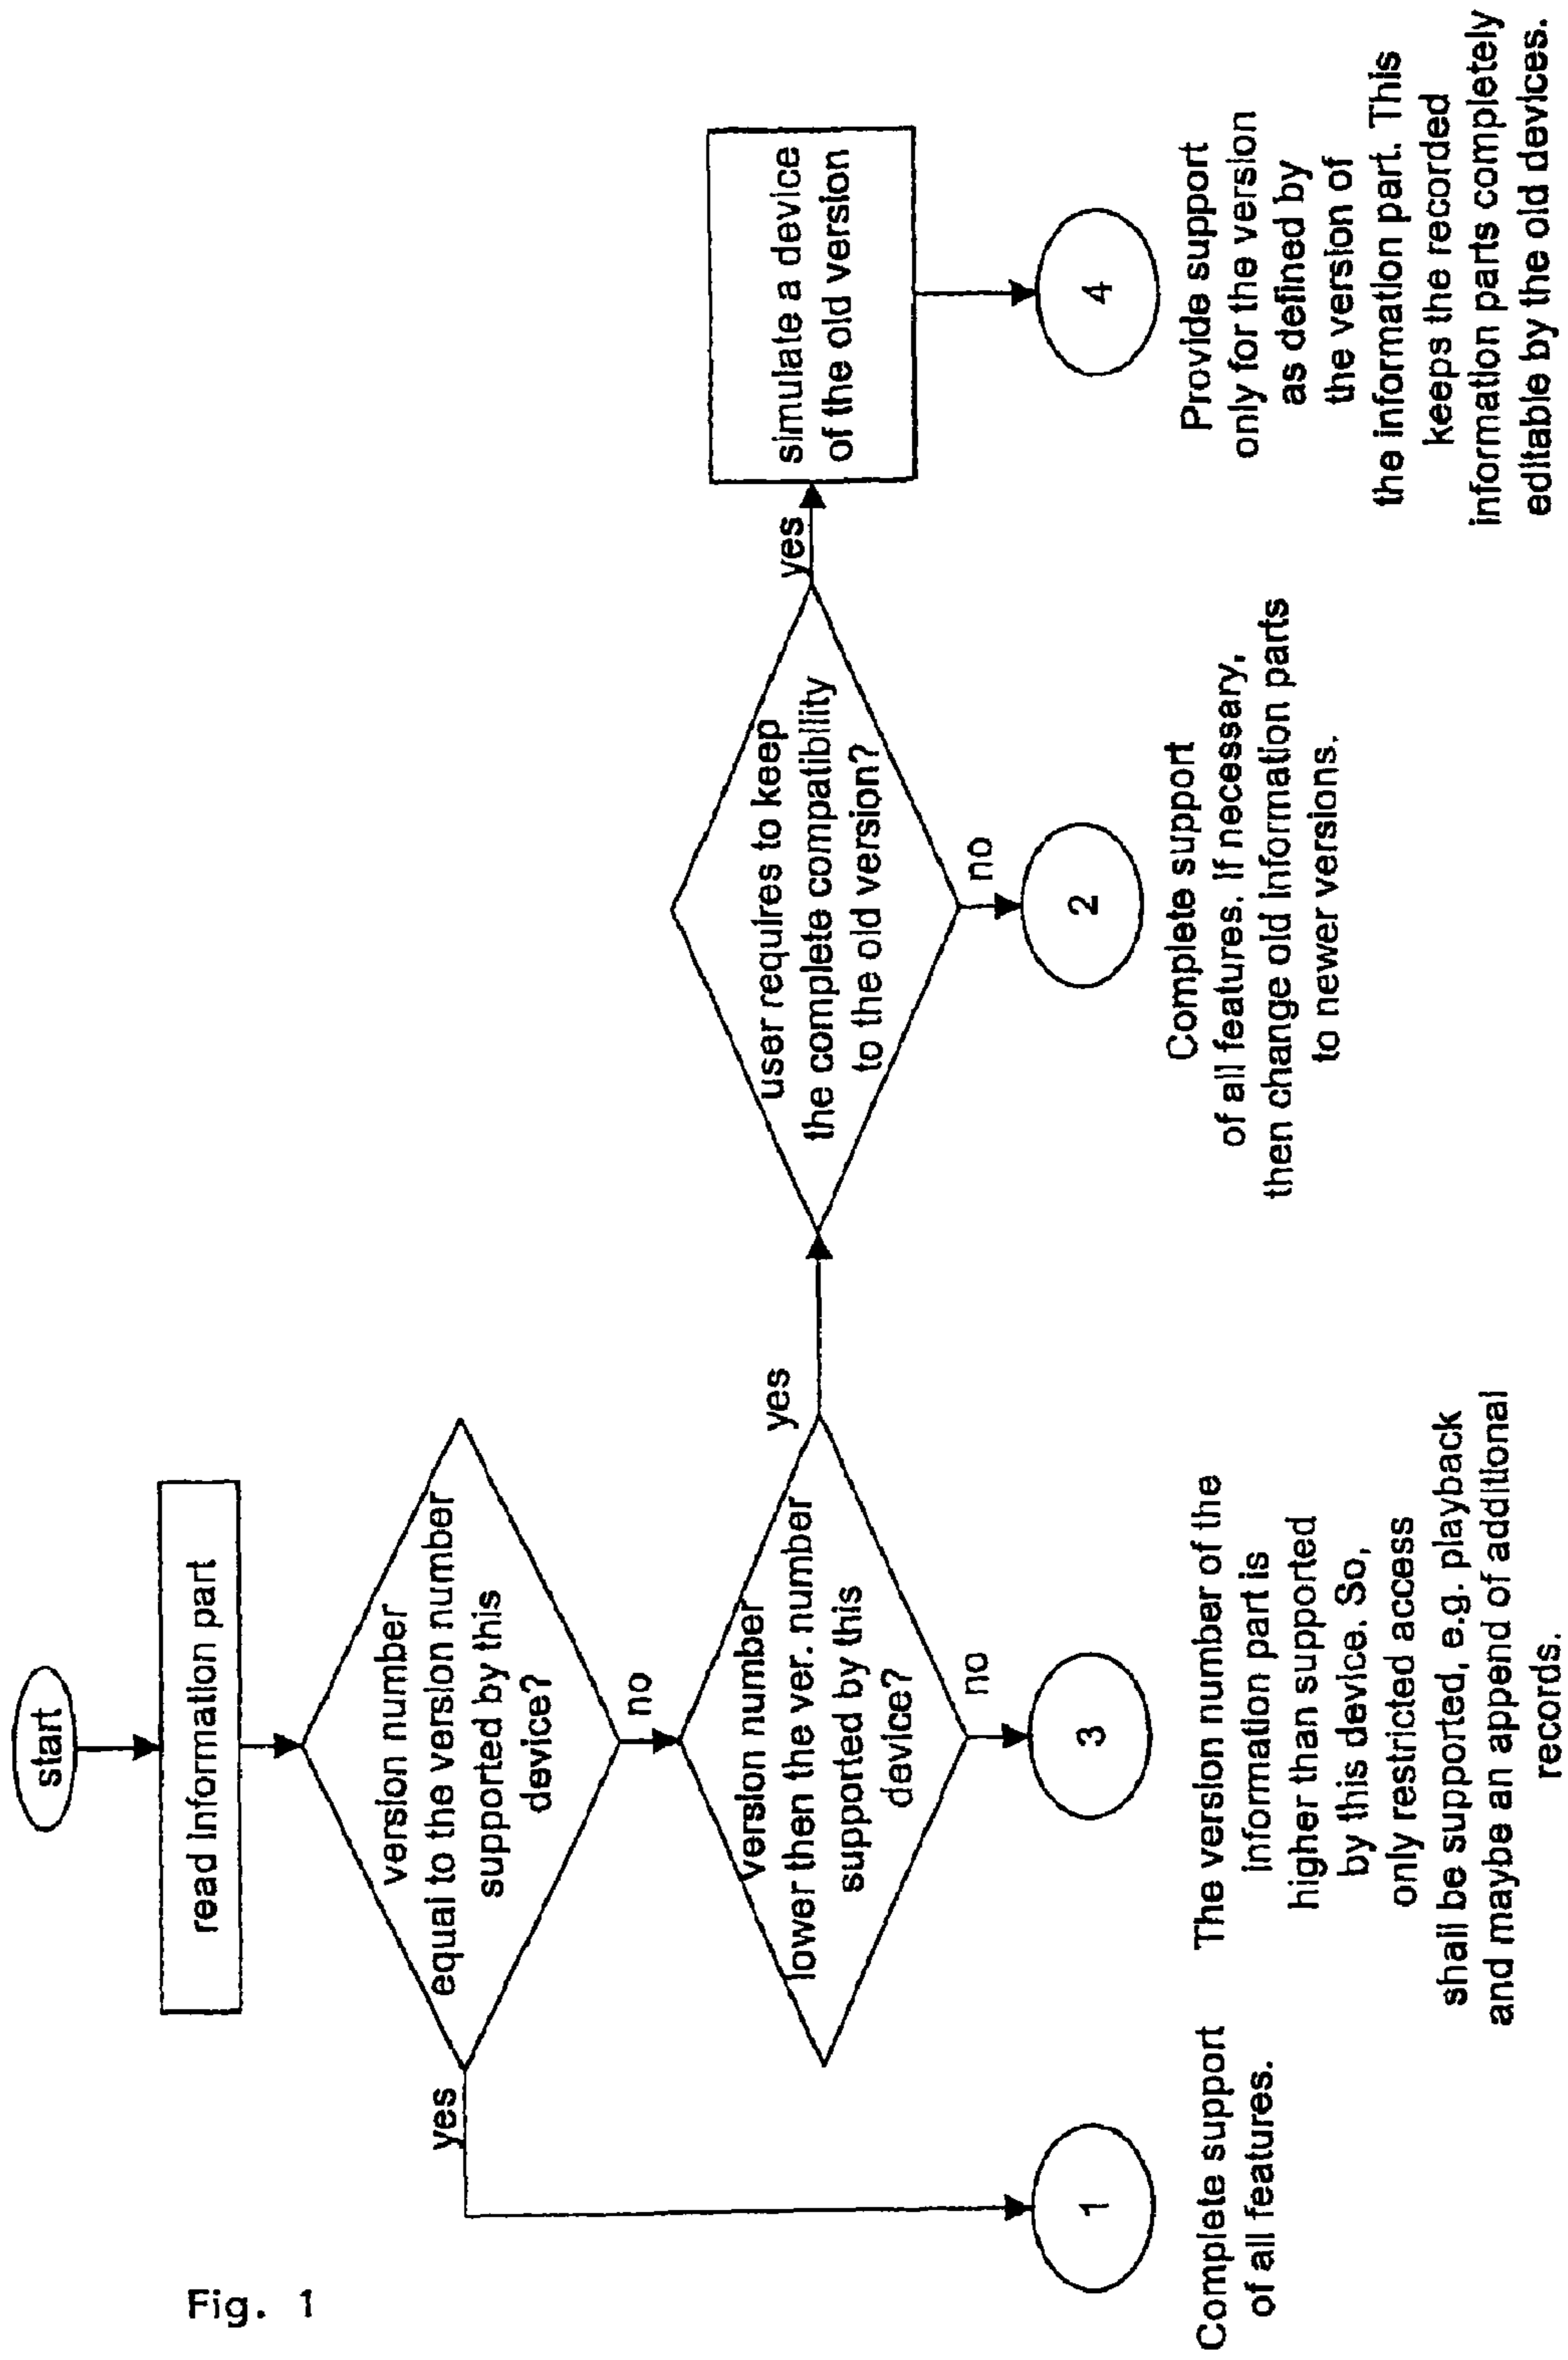 start
read Information part
version number
equal to the version number
supported by this
device?
yes
no
version number
lower then the ver. number
supported by this
device?
yes
no
user requires to keep
the complete compatibility
to the old version?
yes
no
simulate a device
of the old version
1
3
2
4
Complete support
of all features.
The version number of the
information part is
higher than supported
by this device. So,
only restricted access
shall be supported, e.g. playback
and maybe an append of additional
records.
Complete support
of all features. If necessary,
then change old Information parts
to newer versions.
Provide support
only for the version
as defined by
the version of
the information part. This
keeps the recorded
information parts completely
editable by the old devices.
Fig. 1